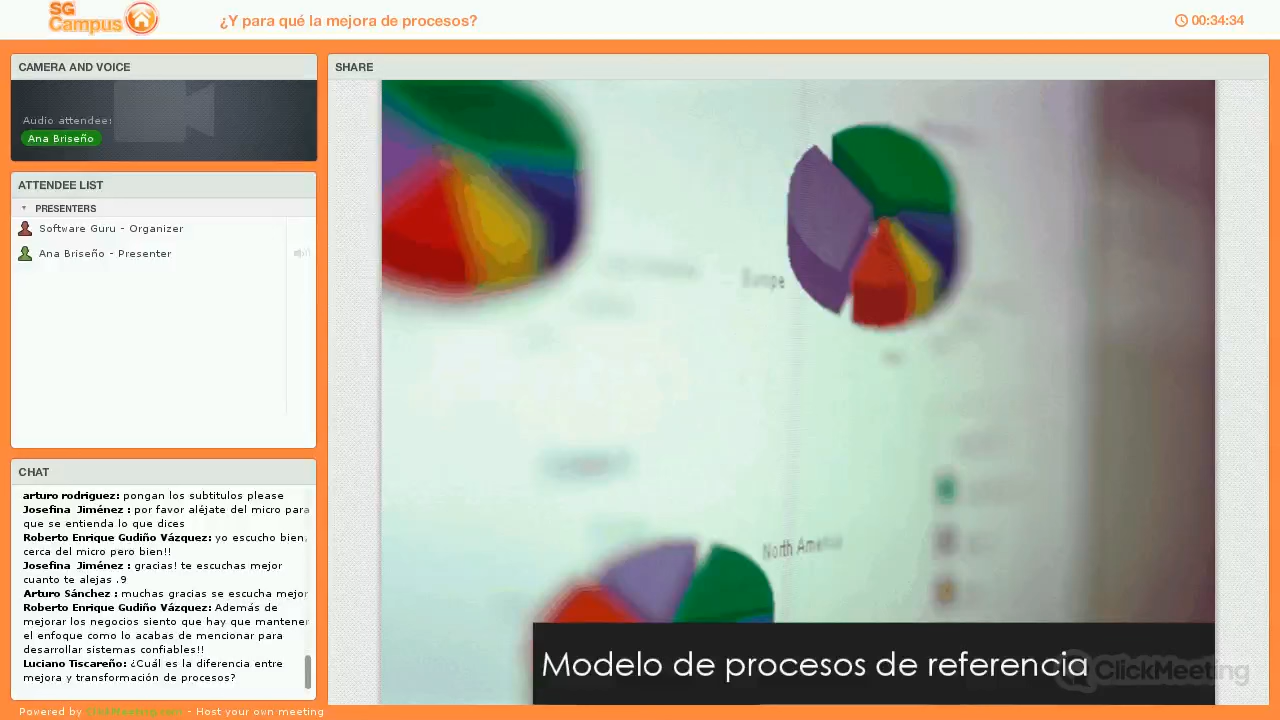 SG
Campus
¿Y para qué la mejora de procesos?
00:34:34
CAMERA AND VOICE
Audio attendees
Ana Briseño
ATTENDEE LIST
PRESENTERS
Software Guru - Organizer
Ana Briseño - Presenter
CHAT
arturo rodriguez: pongan los subtitulos please
Josefina Jiménez : por favor aléjate del micro para
que se entienda lo que dices
Roberto Enrique Gudiño Vázquez: yo escucho bien,
cerca del micro pero bien!!
Josefina Jiménez : gracias! te escuchas mejor
cuanto te alejas .9
Arturo Sánchez : muchas gracias se escucha mejor
Roberto Enrique Gudiño Vázquez: Además de
mejorar los negocios siento que hay que mantener
el enfoque como lo acabas de mencionar para
desarrollar sistemas confiables!!
Luciano Tiscareño: ¿Cuál es la diferencia entre
mejora y transformación de procesos?
Powered by ClickMeeting.com - Host your own meeting
SHARE
Europe
North America
Modelo de procesos de referencia
ClickMeeting